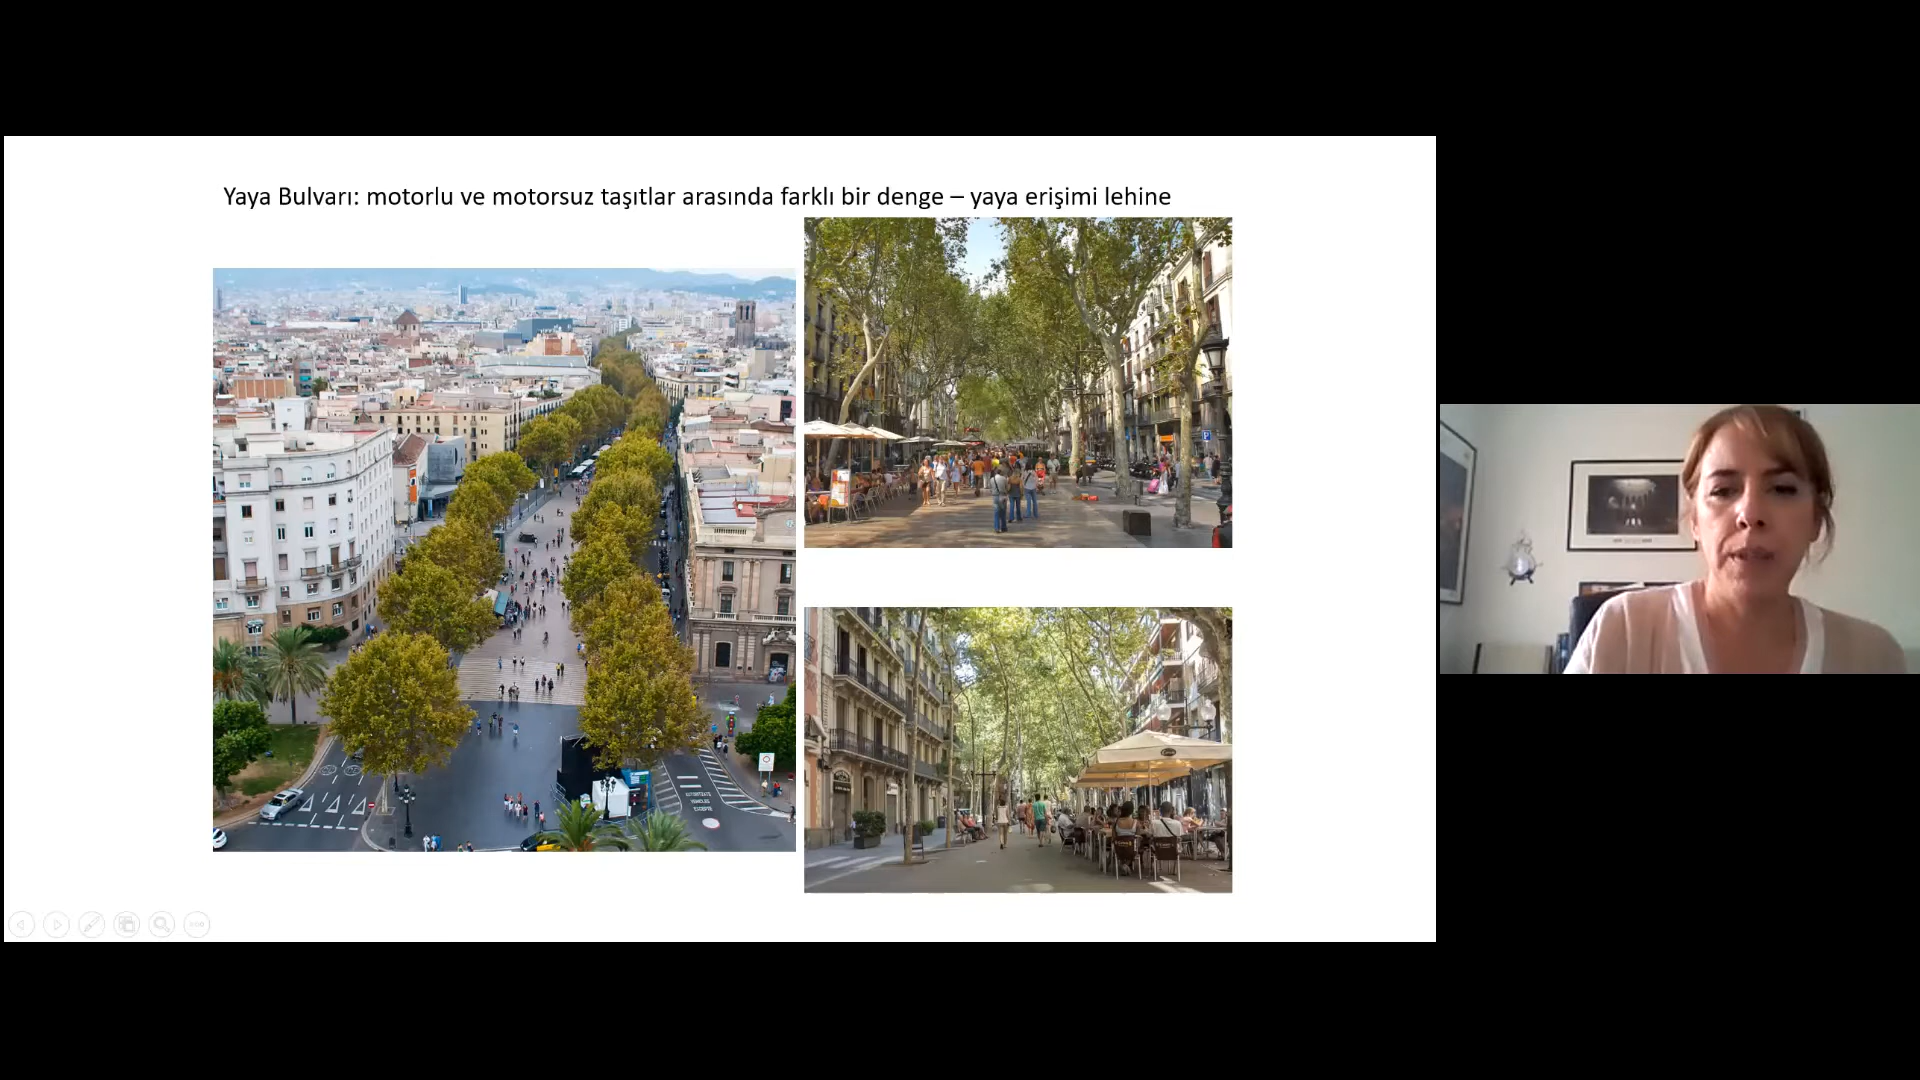 Yaya Bulvarı: motorlu ve motorsuz taşıtlar arasında farklı bir denge – yaya erişimi lehine